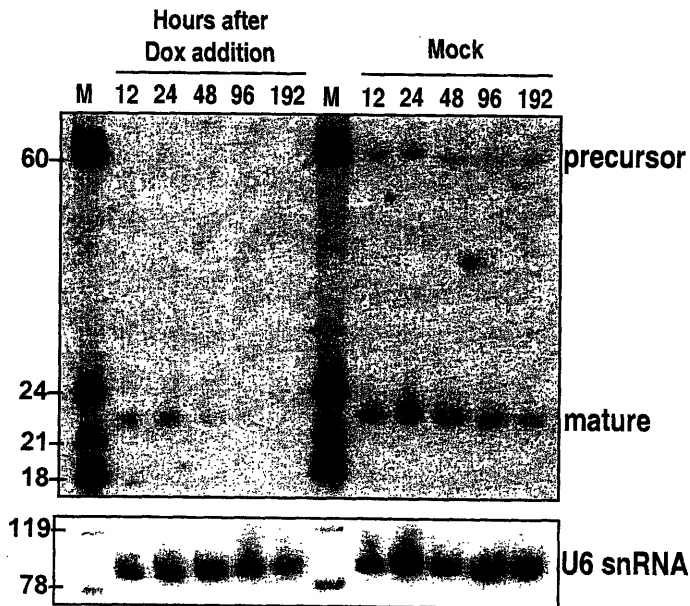 Hours after
Dox addition
Mock
M 12 24 48 96 192 M 12 24 48 96 192
60 precursor
24
mature
21
18
119
U6 snRNA
78